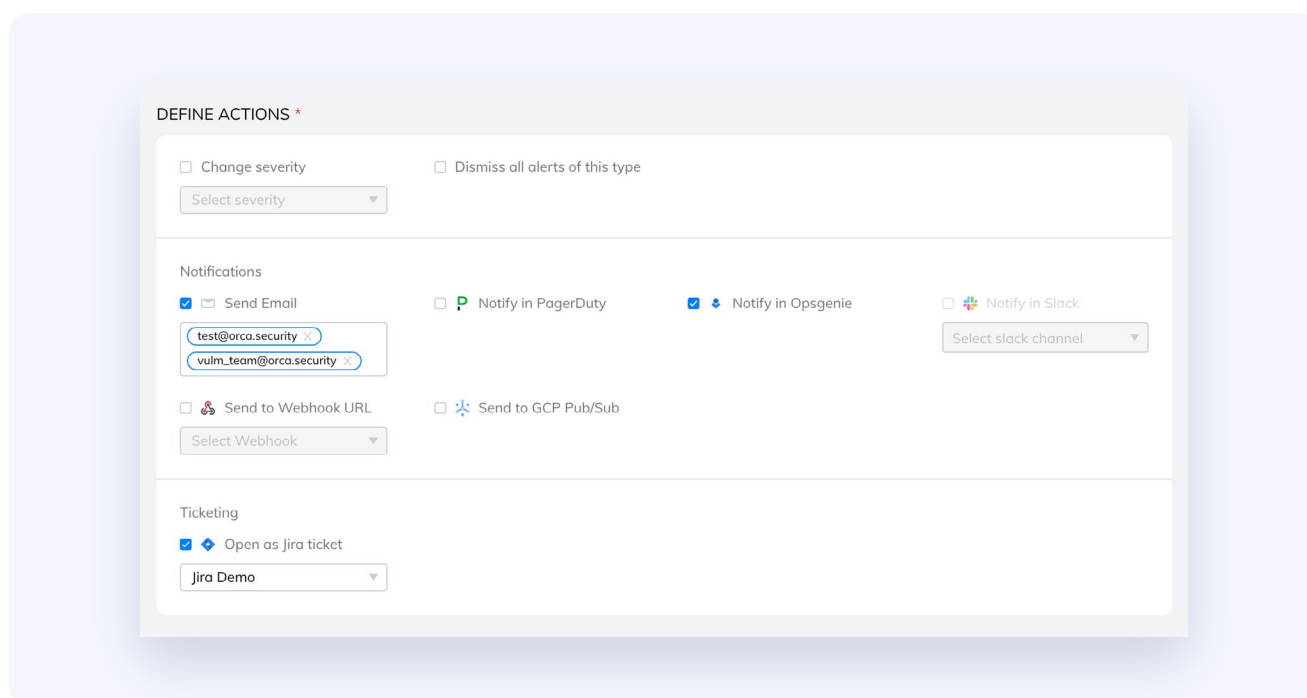 DEFINE ACTIONS *
Change severity
Dismiss all alerts of this type
Select severity
Notifications
Send Email
Notify in PagerDuty
Notify in Opsgenie
Notify in Slack
test@orca.security
vulm_team@orca.security
Select slack channel
Send to Webhook URL
Send to GCP Pub/Sub
Select Webhook
Ticketing
Open as Jira ticket
Jira Demo